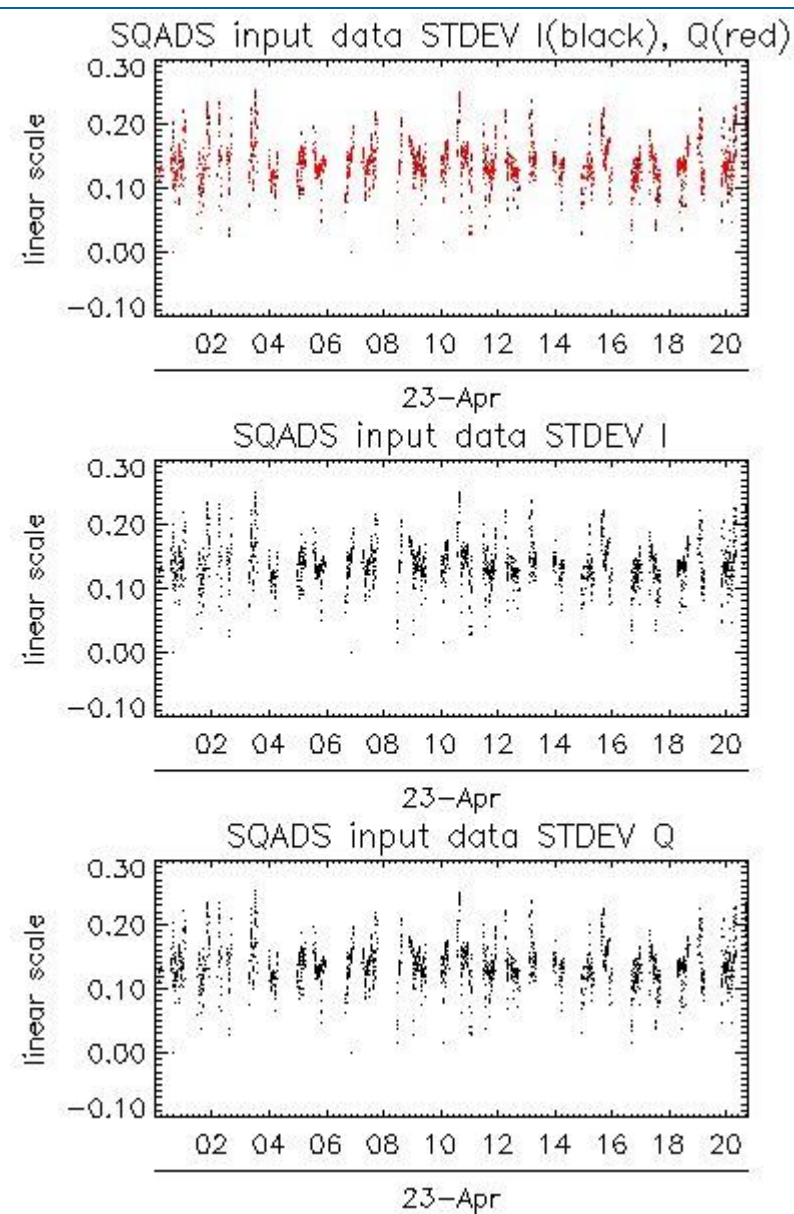 SQADS input data STDEV I(black), Q(red)
0.30
0.20
0.10
0.00
-0.10
linear scale
02 04 06 08 10 12 14 16 18 20
23-Apr
SQADS input data STDEV I
0.30
0.20
0.10
0.00
-0.10
linear scale
02 04 06 08 10 12 14 16 18 20
23-Apr
SQADS input data STDEV Q
0.30
0.20
0.10
0.00
-0.10
linear scale
02 04 06 08 10 12 14 16 18 20
23-Apr